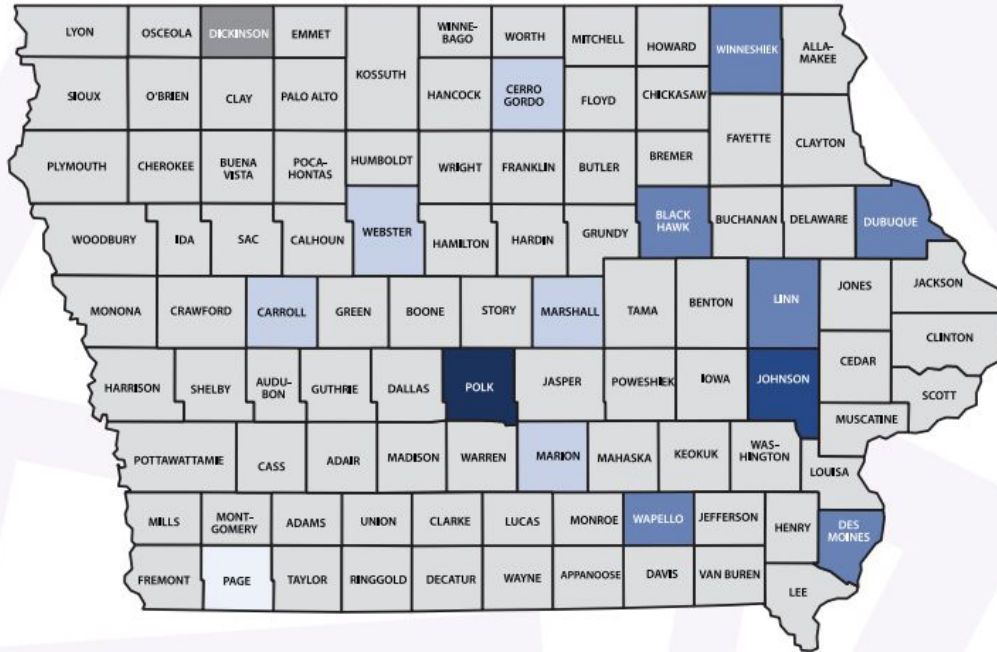 LYON
OSCEOLA
DICKINSON
EMMET
KOSSUTH
WINNE-
BAGO
WORTH
MITCHELL
HOWARD
WINNESHIEK
ALLA-
MAKEE
SIOUX
O'BRIEN
CLAY
PALO ALTO
HANCOCK
CERRO
GORDO
FLOYD
CHICKASAW
FAYETTE
CLAYTON
PLYMOUTH
CHEROKEE
BUENA
VISTA
POCA-
HONTAS
HUMBOLDT
WRIGHT
FRANKLIN
BUTLER
BREMER
WOODBURY
IDA
SAC
CALHOUN
WEBSTER
HAMILTON
HARDIN
GRUNDY
BLACK
HAWK
BUCHANAN
DELAWARE
DUBUQUE
MONONA
CRAWFORD
CARROLL
GREEN
BOONE
STORY
MARSHALL
TAMA
BENTON
LINN
JONES
JACKSON
CLINTON
HARRISON
SHELBY
AUDU-
BON
GUTHRIE
DALLAS
POLK
JASPER
POWESHIEK
IOWA
JOHNSON
CEDAR
SCOTT
MUSCATINE
POTTAWATTAMIE
CASS
ADAIR
MADISON
WARREN
MARION
MAHASKA
KEOKUK
WAS-
HINGTON
LOUISA
MILLS
MONT-
GOMERY
ADAMS
UNION
CLARKE
LUCAS
MONROE
WAPELLO
JEFFERSON
HENRY
DES
MOINES
FREMONT
PAGE
TAYLOR
RINGGOLD
DECATUR
WAYNE
APPANOOSE
DAVIS
VAN BUREN
LEE